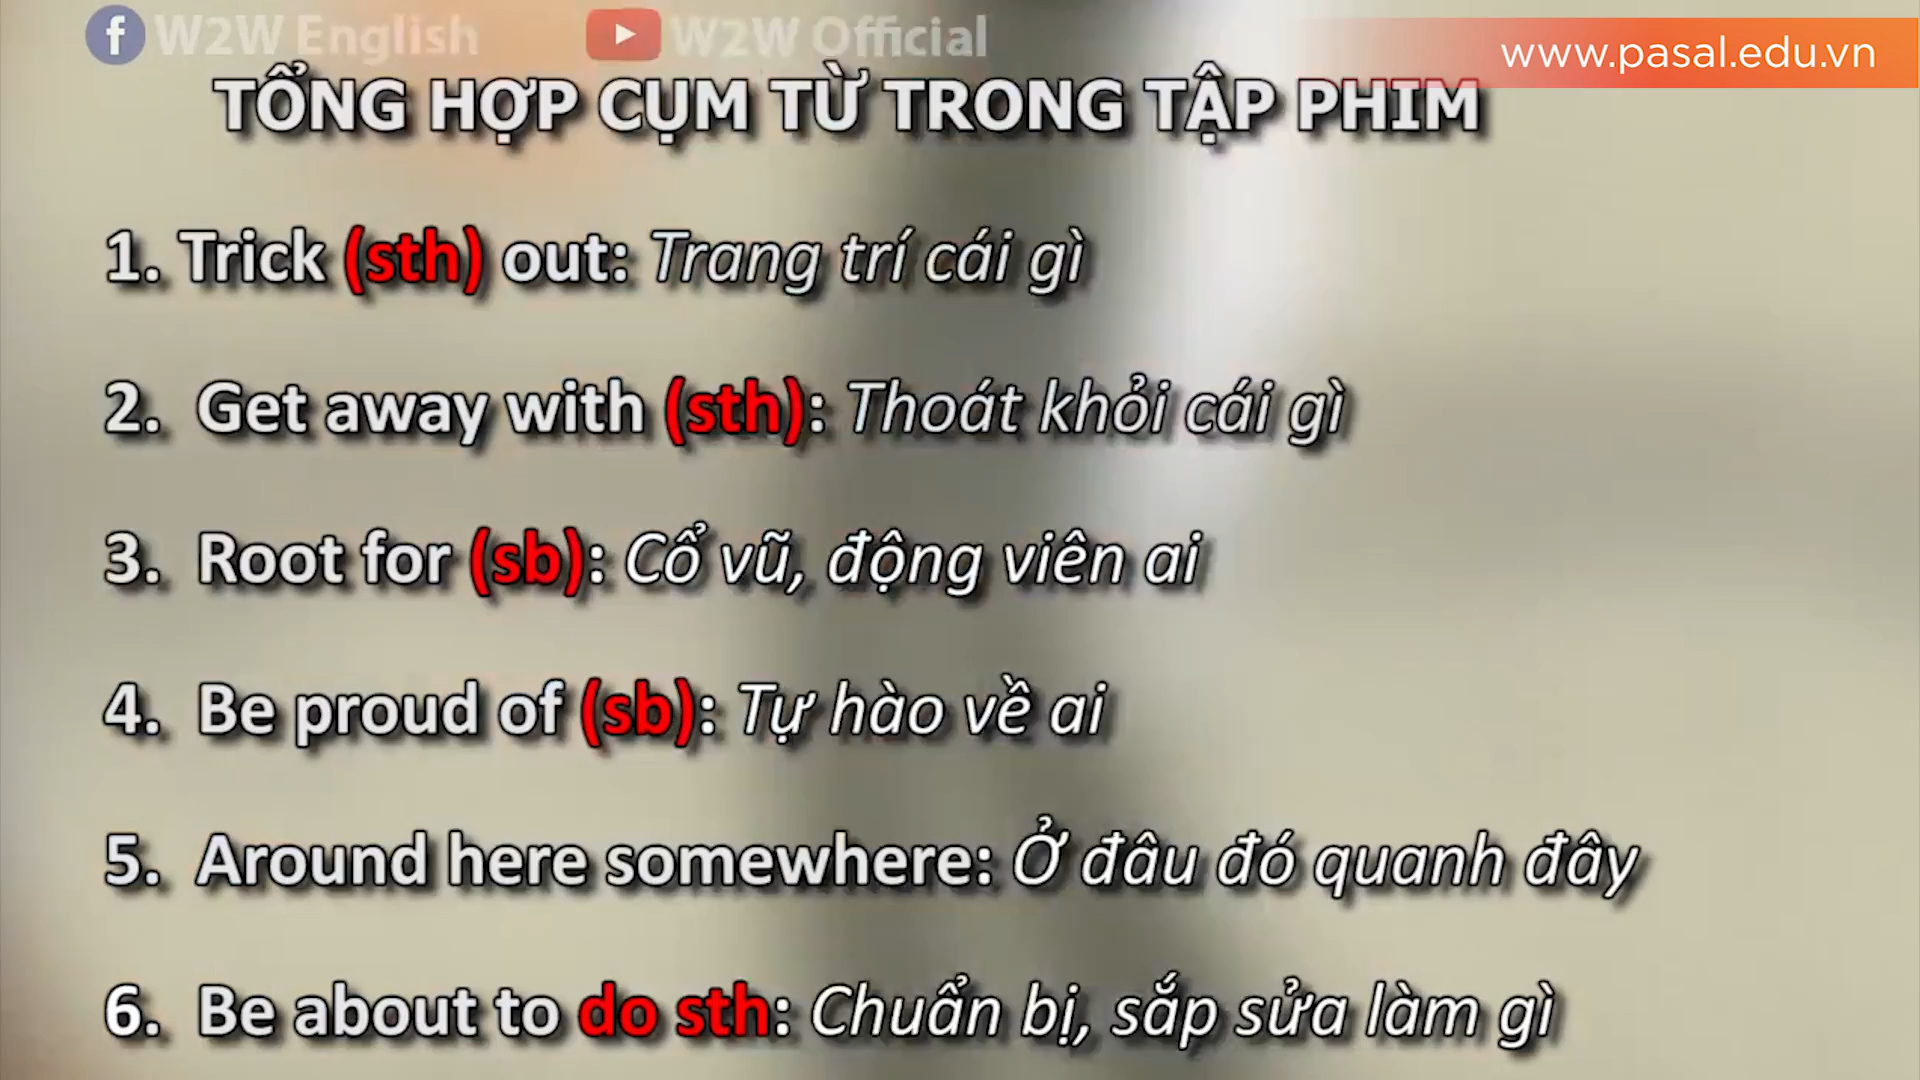 W2W English
W2W Official
www.pasal.edu.vn
TỔNG HỢP CỤM TỪ TRONG TẬP PHIM
1. Trick (sth) out: Trang trí cái gì
2. Get away with (sth): Thoát khỏi cái gì
3. Root for (sb): Cổ vũ, động viên ai
4. Be proud of (sb): Tự hào về ai
5. Around here somewhere: Ở đâu đó quanh đây
6. Be about to do sth: Chuẩn bị, sắp sửa làm gì